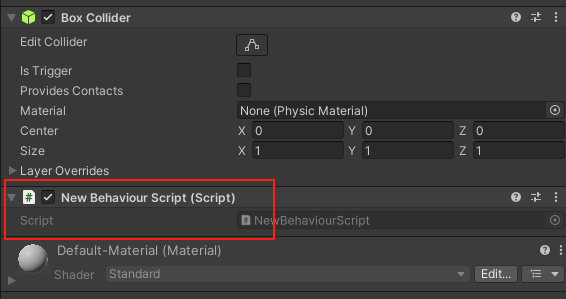 Box Collider
Edit Collider
Is Trigger
Provides Contacts
Material None (Physic Material)
Center X 0 Y 0 Z 0
Size X 1 Y 1 Z 1
Layer Overrides
# New Behaviour Script (Script)
Script # NewBehaviourScript
Default-Material (Material)
Shader Standard Edit...